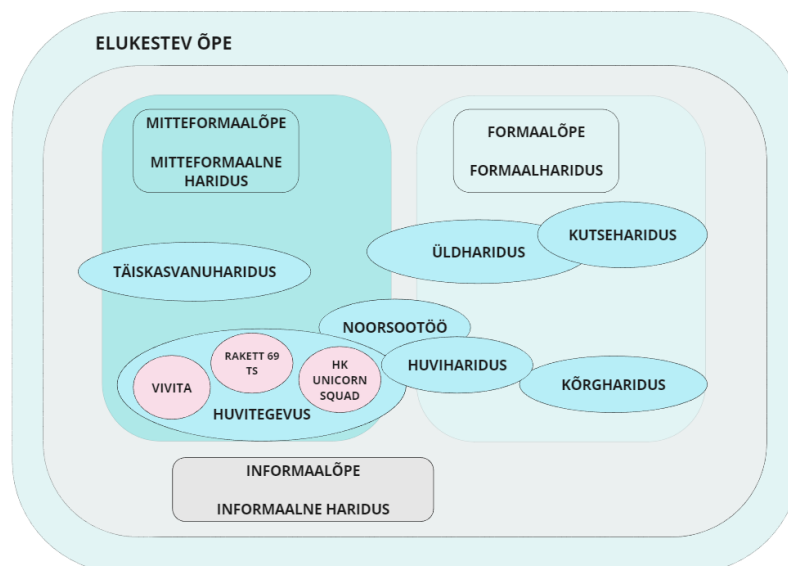 ELUKESTEV ÕPE
MITTEFORMAALÕPE
MITTEFORMAALNE
HARIDUS
FORMAALÕPE
FORMAALHARIDUS
TÄISKASVANUHARIDUS
ÜLDHARIDUS
KUTSEHARIDUS
NOORSOOTÖÖ
HUVIHARIDUS
KÕRGHARIDUS
VIVITA
RAKETT 69
TS
HK
UNICORN
SQUAD
HUVITEGEVUS
INFORMAALÕPE
INFORMAALNE HARIDUS